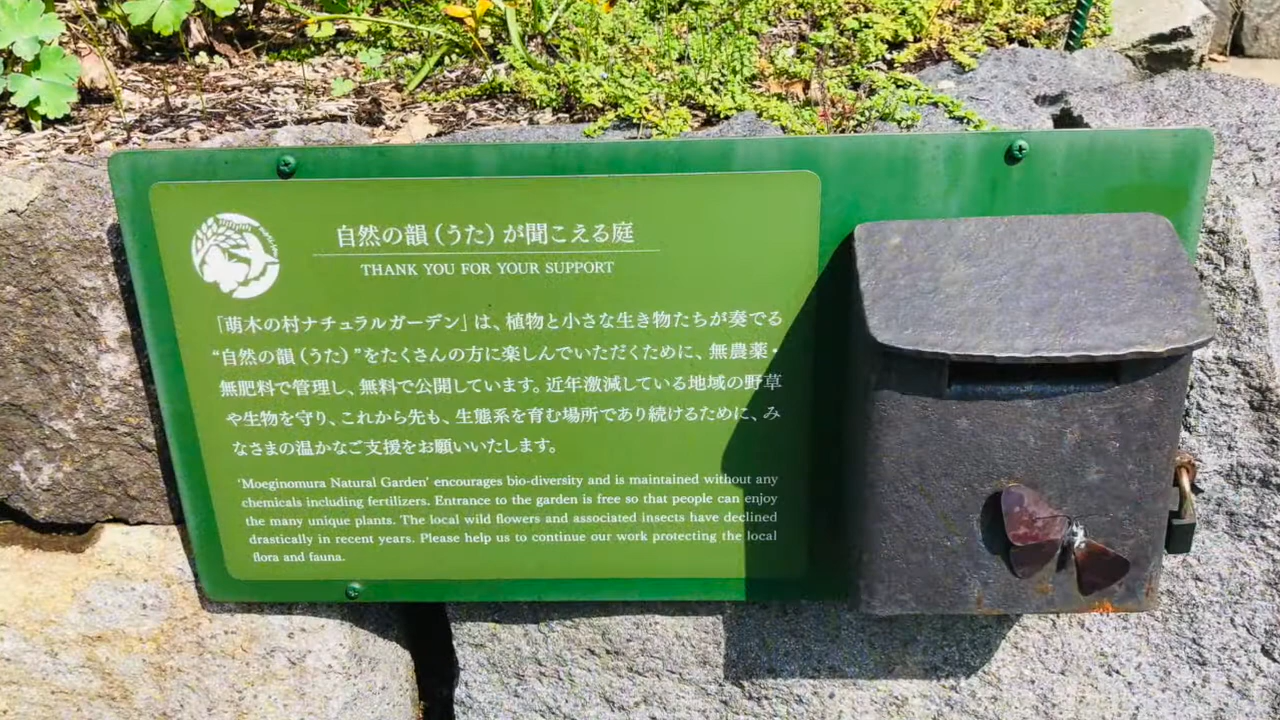 自然の韻（うた）が聞こえる庭
THANK YOU FOR YOUR SUPPORT
「萌木の村ナチュラルガーデン」は、植物と小さな生き物たちが奏でる
“自然の韻（うた）”をたくさんの方に楽しんでいただくために、無農薬・
無肥料で管理し、無料で公開しています。近年激減している地域の野草
や生物を守り、これから先も、生態系を育む場所であり続けるために、み
なさまの温かなご支援をお願いいたします。
'Moeginomura Natural Garden' encourages bio-diversity and is maintained without any
chemicals including fertilizers. Entrance to the garden is free so that people can enjoy
the many unique plants. The local wild flowers and associated insects have declined
drastically in recent years. Please help us to continue our work protecting the local
flora and fauna.